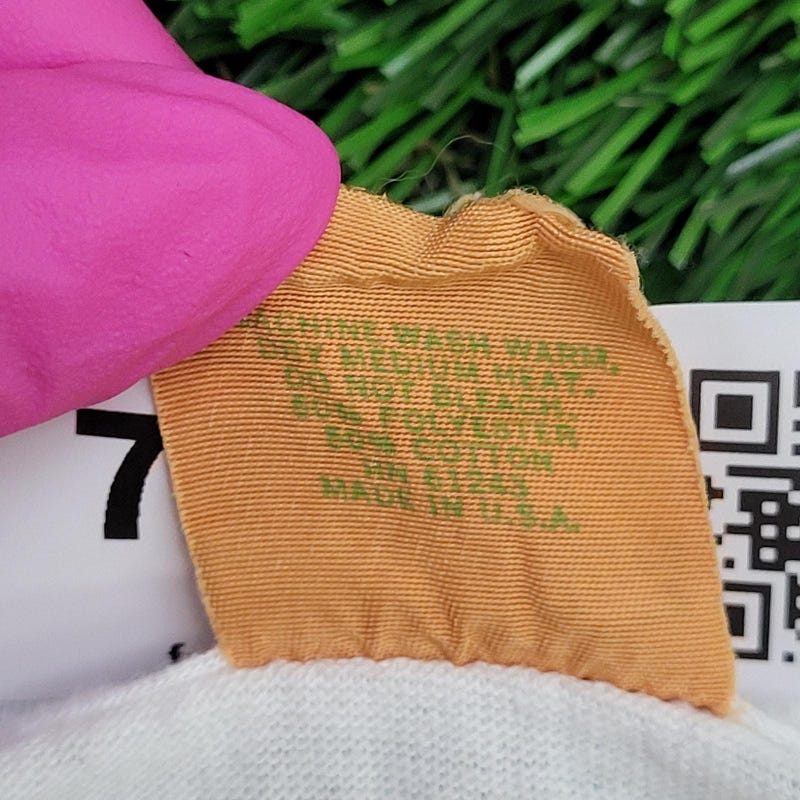 MACHINE WASH WARM.
DRY MEDIUM HEAT.
DO NOT BLEACH.
50% POLYESTER
50% COTTON
RN 61243
MADE IN U.S.A.
7
f